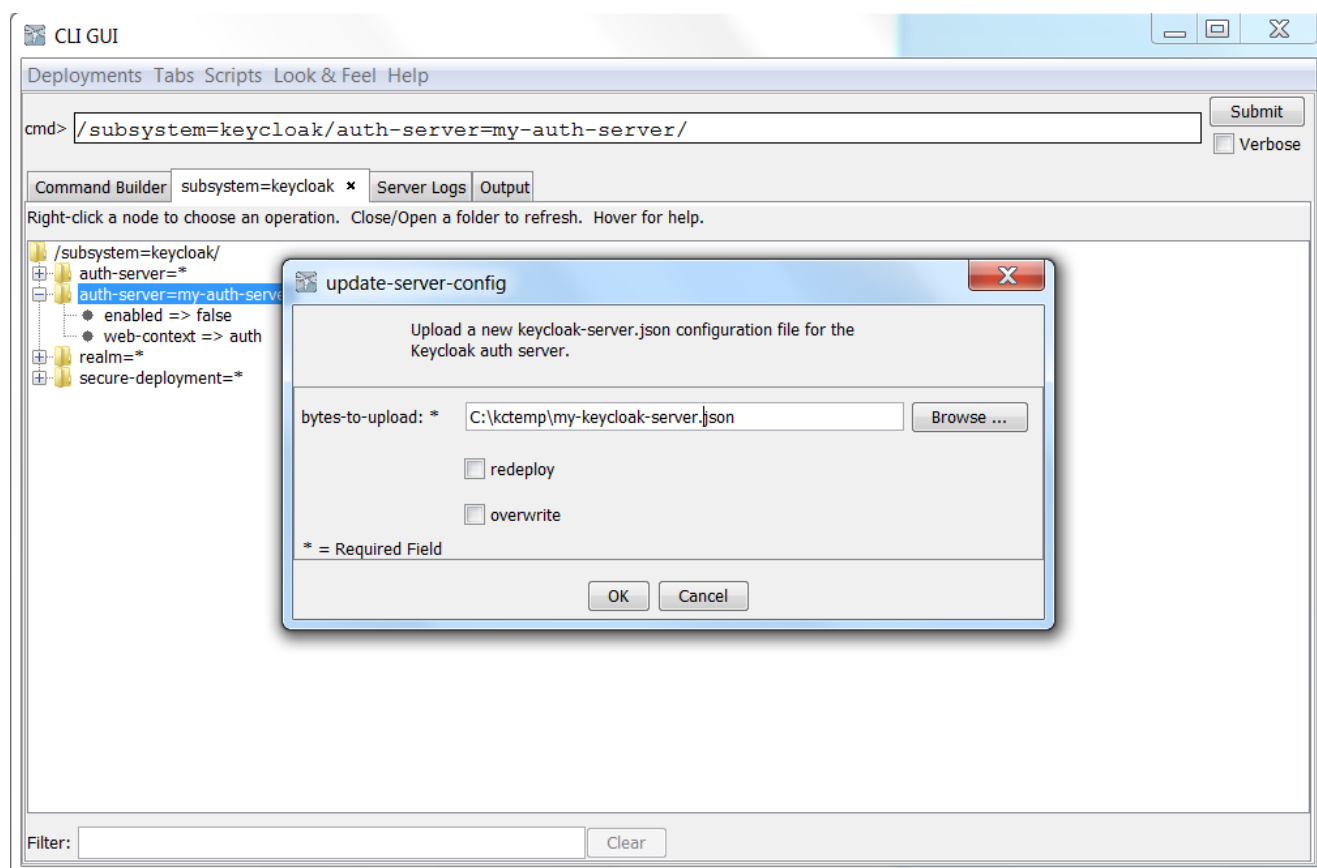 CLI GUI
Deployments Tabs Scripts Look & Feel Help
cmd> /subsystem=keycloak/auth-server=my-auth-server/
Submit
Verbose
Command Builder subsystem=keycloak × Server Logs Output
Right-click a node to choose an operation. Close/Open a folder to refresh. Hover for help.
/subsystem=keycloak/
auth-server=*
auth-server=my-auth-serve
enabled => false
web-context => auth
realm=*
secure-deployment=*
update-server-config
Upload a new keycloak-server.json configuration file for the
Keycloak auth server.
bytes-to-upload: * C:\kctemp\my-keycloak-server.json Browse ...
redeploy
overwrite
* = Required Field
OK Cancel
Filter: Clear